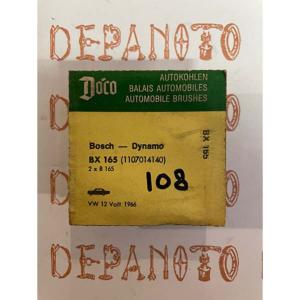 DEPANOTO
Dóco
AUTOKOHLEN
BALAIS AUTOMOBILES
AUTOMOBILE BRUSHES
Bosch — Dynamo
BX 165 (1107014140)
2 x B 165
108
VW 12 Volt 1966
BX 165
DEPANOTO